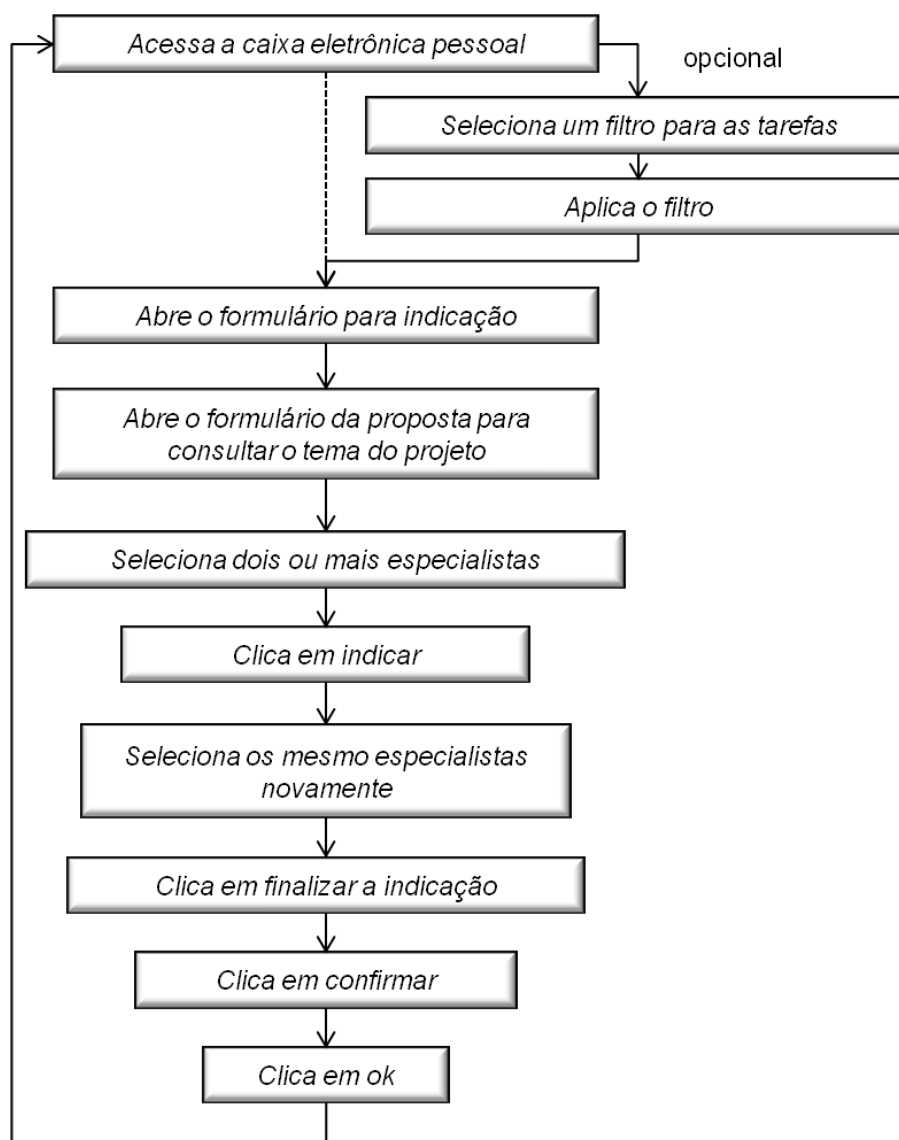 Acessa a caixa eletrônica pessoal
opcional
Seleciona um filtro para as tarefas
Aplica o filtro
Abre o formulário para indicação
Abre o formulário da proposta para
consultar o tema do projeto
Seleciona dois ou mais especialistas
Clica em indicar
Seleciona os mesmo especialistas
novamente
Clica em finalizar a indicação
Clica em confirmar
Clica em ok